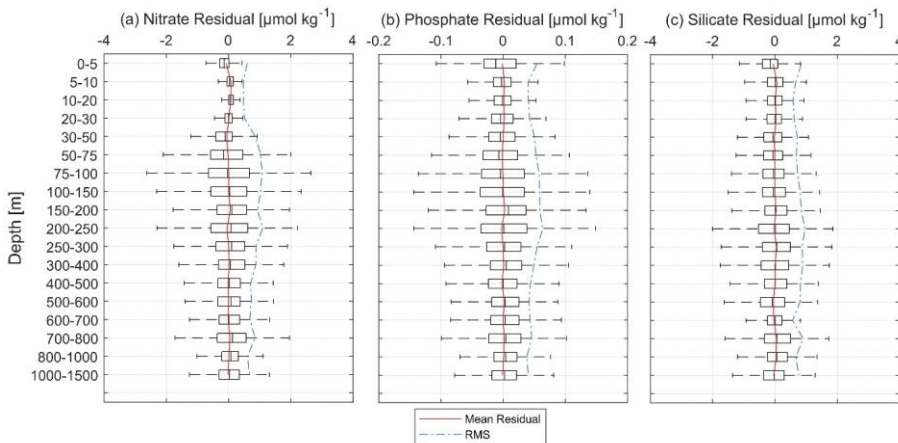 (a) Nitrate Residual [µmol kg⁻¹]
(b) Phosphate Residual [µmol kg⁻¹]
(c) Silicate Residual [µmol kg⁻¹]
-4 -2 0 2 4
-0.2 -0.1 0 0.1 0.2
-4 -2 0 2 4
Depth [m]
0-5
5-10
10-20
20-30
30-50
50-75
75-100
100-150
150-200
200-250
250-300
300-400
400-500
500-600
600-700
700-800
800-1000
1000-1500
Mean Residual
RMS